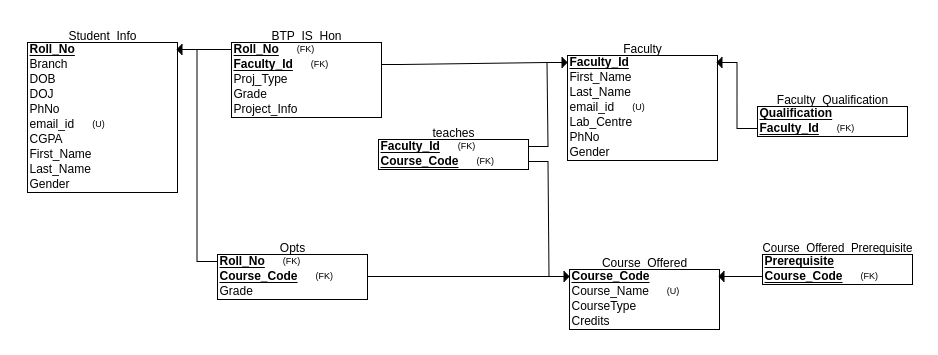 Student_Info
Roll_No
Branch
DOB
DOJ
PhNo
email_id (U)
CGPA
First_Name
Last_Name
Gender
BTP_IS_Hon
Roll_No (FK)
Faculty_Id (FK)
Proj_Type
Grade
Project_Info
teaches
Faculty_Id (FK)
Course_Code (FK)
Faculty
Faculty_Id
First_Name
Last_Name
email_id (U)
Lab_Centre
PhNo
Gender
Faculty_Qualification
Qualification
Faculty_Id (FK)
Opts
Roll_No (FK)
Course_Code (FK)
Grade
Course_Offered
Course_Code
Course_Name (U)
CourseType
Credits
Course_Offered_Prerequisite
Prerequisite
Course_Code (FK)